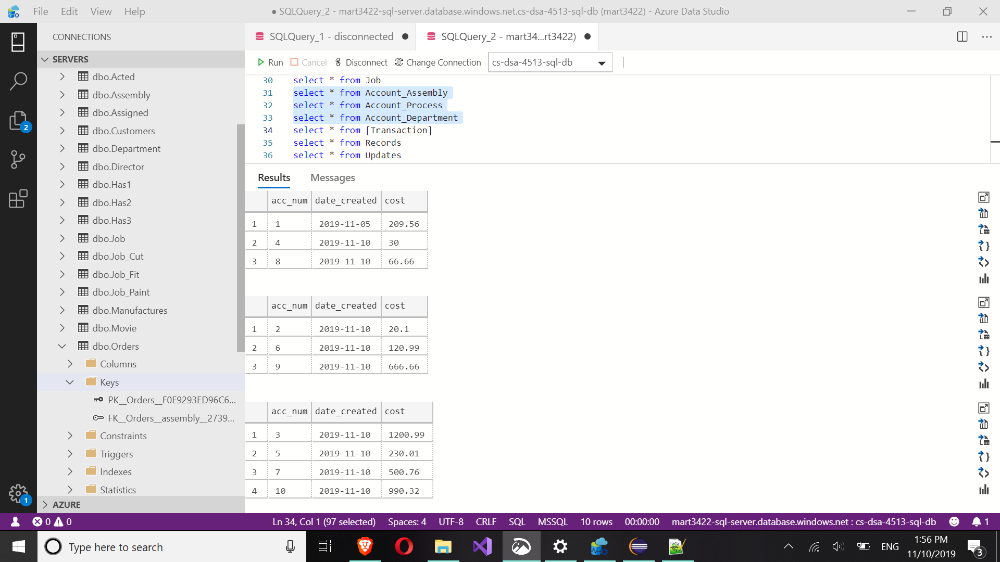 File Edit View Help
● SQLQuery_2 - mart3422-sql-server.database.windows.net.cs-dsa-4513-sql-db (mart3422) - Azure Data Studio
CONNECTIONS
SQLQuery_1 - disconnected ●
SQLQuery_2 - mart34...rt3422) ●
SERVERS
dbo.Acted
dbo.Assembly
dbo.Assigned
dbo.Customers
dbo.Department
dbo.Director
dbo.Has1
dbo.Has2
dbo.Has3
dbo.Job
dbo.Job_Cut
dbo.Job_Fit
dbo.Job_Paint
dbo.Manufactures
dbo.Movie
dbo.Orders
Columns
Keys
PK__Orders__F0E9293ED96C6...
FK__Orders__assembly__2739...
Constraints
Triggers
Indexes
Statistics
AZURE
2
1
Run Cancel Disconnect Change Connection cs-dsa-4513-sql-db
30 select * from Job
31 select * from Account_Assembly
32 select * from Account_Process
33 select * from Account_Department
34 select * from [Transaction]
35 select * from Records
36 select * from Updates
Results Messages
acc_num date_created cost
1 1 2019-11-05 209.56
2 4 2019-11-10 30
3 8 2019-11-10 66.66
acc_num date_created cost
1 2 2019-11-10 20.1
2 6 2019-11-10 120.99
3 9 2019-11-10 666.66
acc_num date_created cost
1 3 2019-11-10 1200.99
2 5 2019-11-10 230.01
3 7 2019-11-10 500.76
4 10 2019-11-10 990.32
0 0 Ln 34, Col 1 (97 selected) Spaces: 4 UTF-8 CRLF SQL MSSQL 10 rows 00:00:00 mart3422-sql-server.database.windows.net : cs-dsa-4513-sql-db 1
Type here to search
ENG
1:56 PM
11/10/2019
3